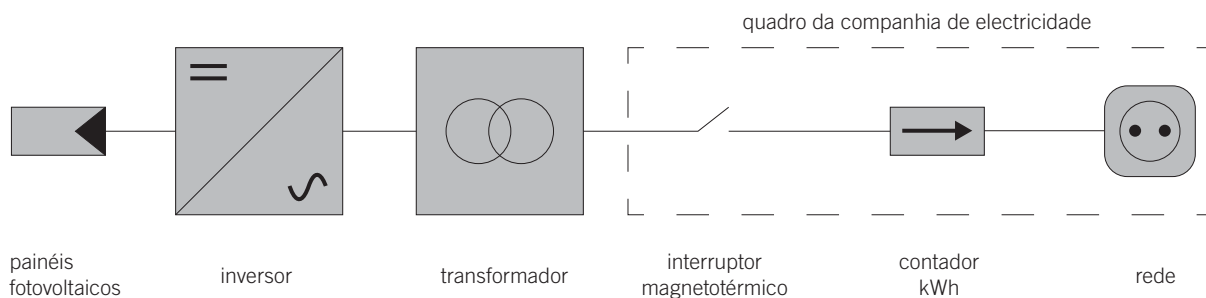 quadro da companhia de electricidade
painéis
fotovoltaicos
inversor
transformador
interruptor
magnetotérmico
contador
kWh
rede